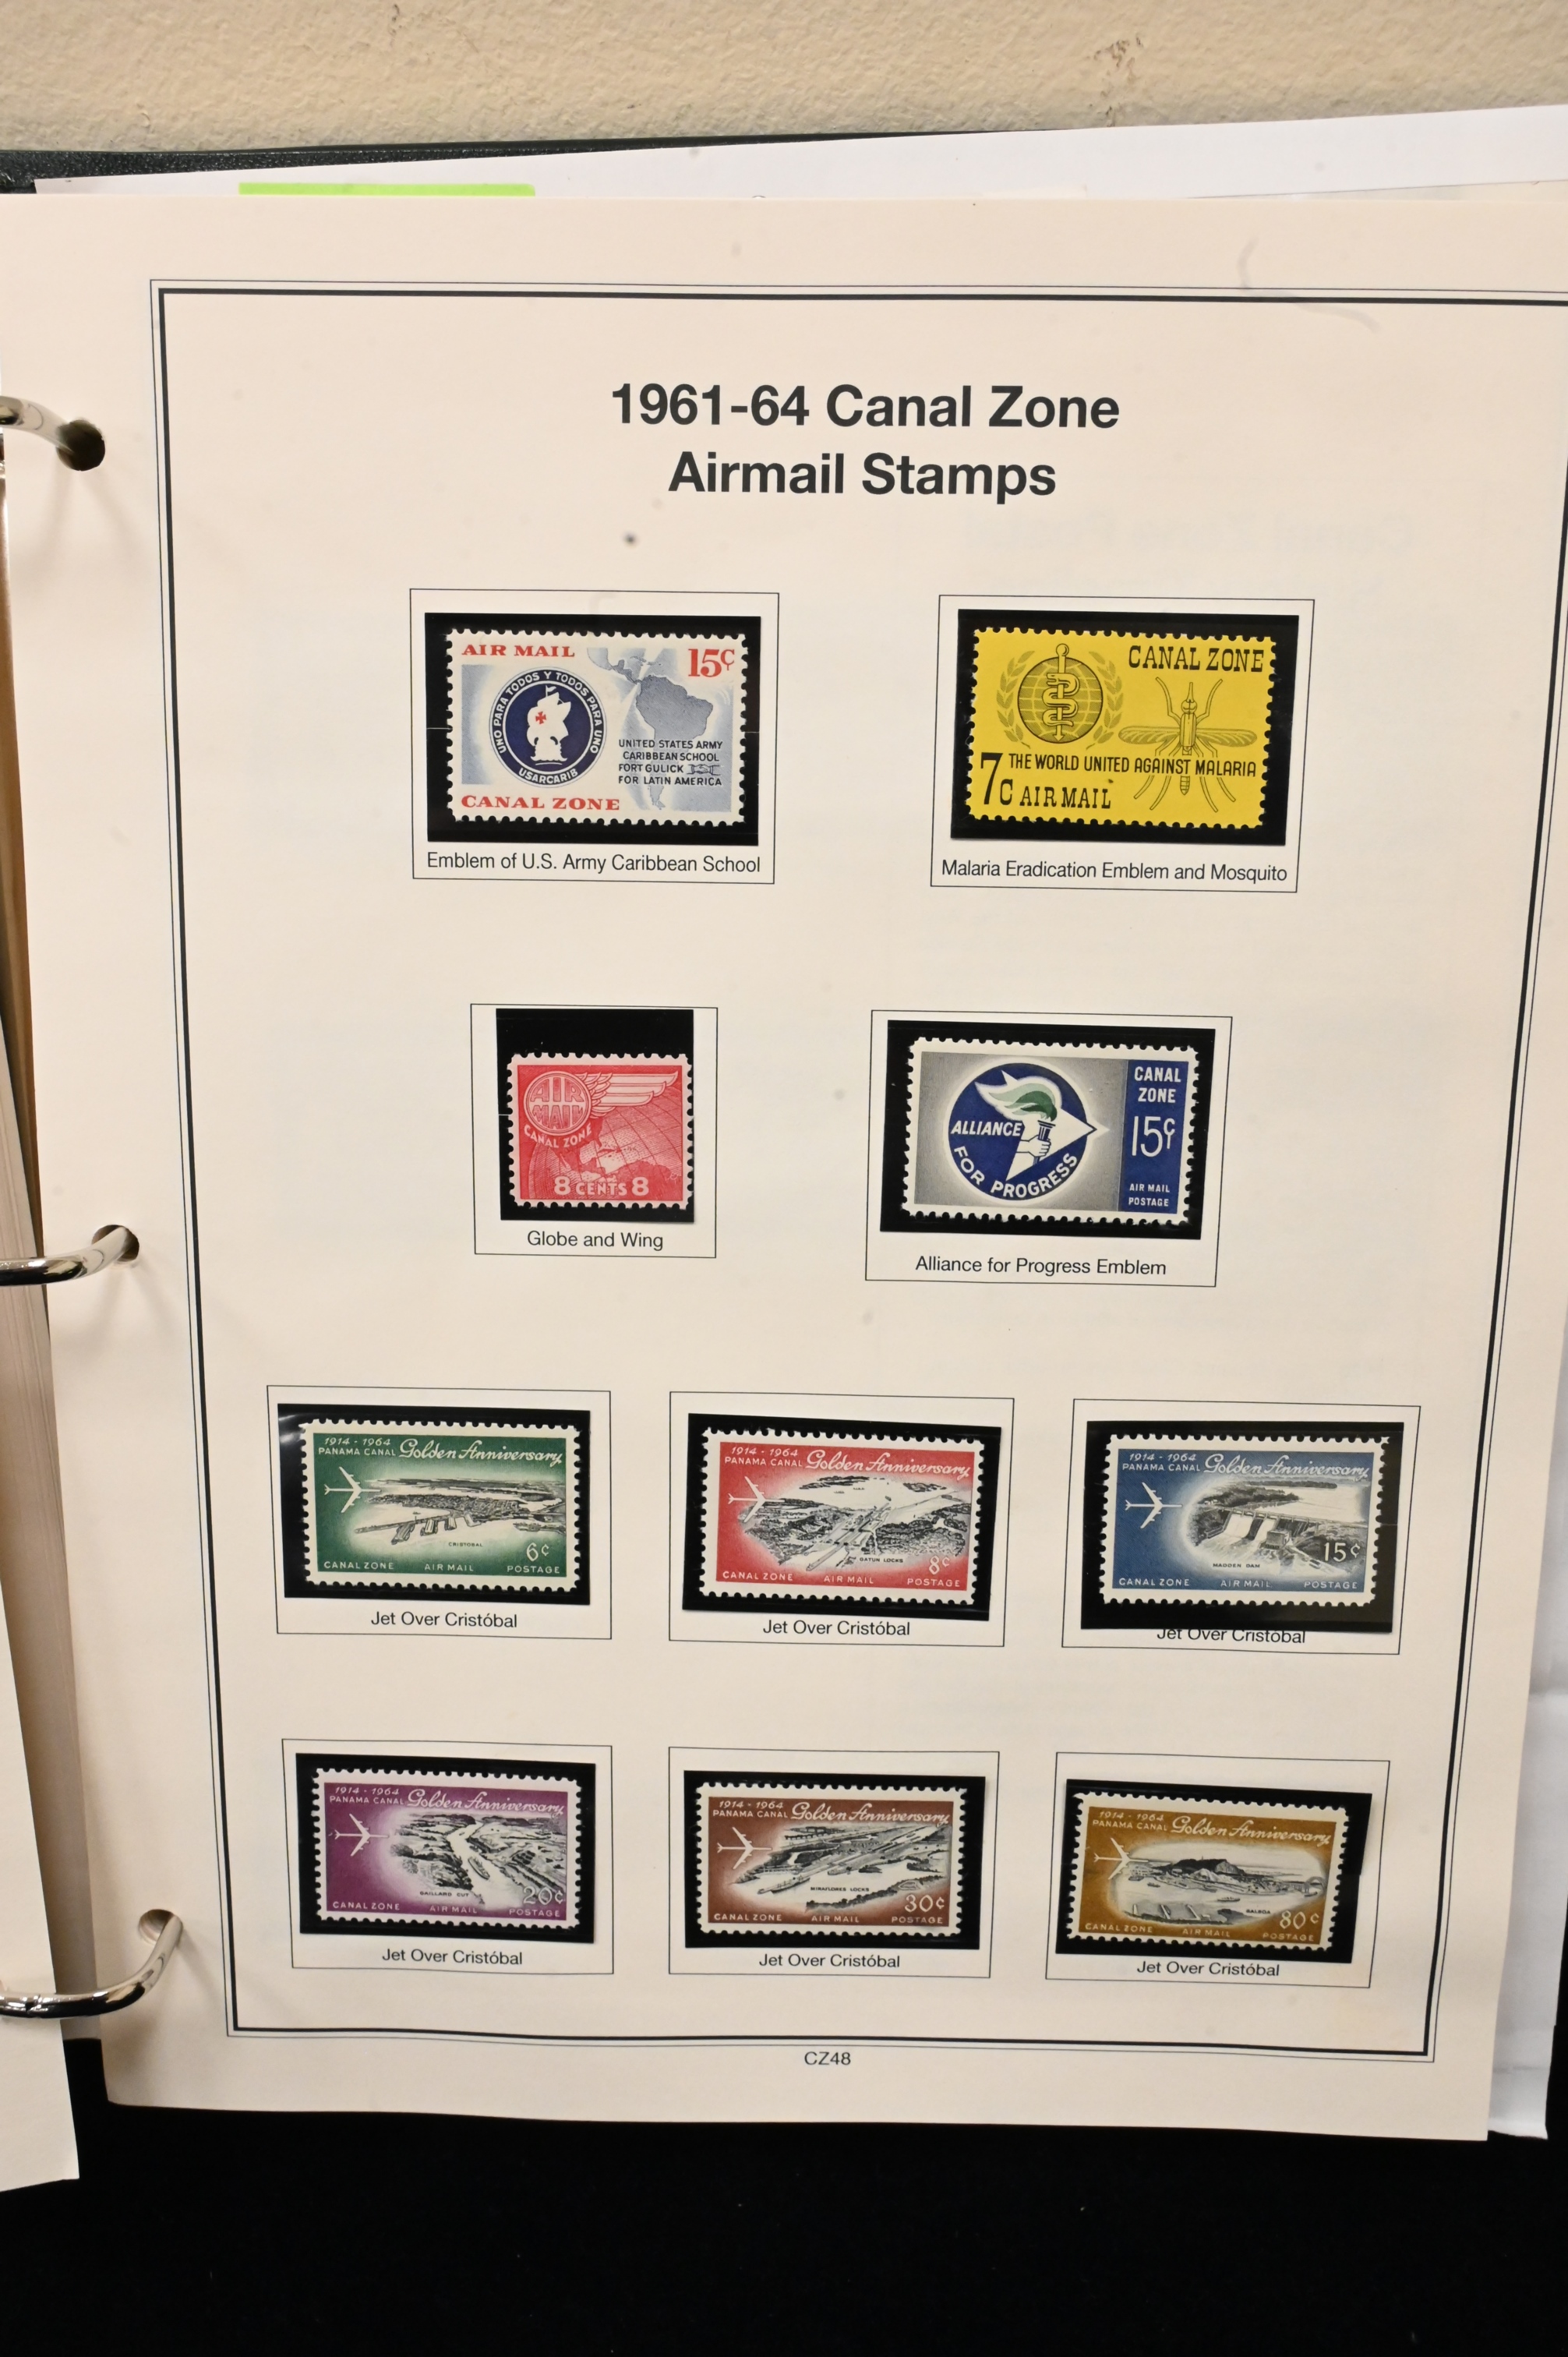 1961-64 Canal Zone
Airmail Stamps
AIR MAIL
15¢
UNO PARA TODOS Y TODOS PARA UNO
USARCARIB
UNITED STATES ARMY
CARIBBEAN SCHOOL
FORT GULICK
FOR LATIN AMERICA
CANAL ZONE
Emblem of U.S. Army Caribbean School
CANAL ZONE
THE WORLD UNITED AGAINST MALARIA
7c AIR MAIL
Malaria Eradication Emblem and Mosquito
AIR
MAIL
CANAL ZONE
8 CENTS 8
Globe and Wing
ALLIANCE
FOR PROGRESS
CANAL
ZONE
15¢
AIR MAIL
POSTAGE
Alliance for Progress Emblem
1914 - 1964
PANAMA CANAL Golden Anniversary
CRISTOBAL
6¢
CANAL ZONE AIR MAIL POSTAGE
Jet Over Cristóbal
1914 - 1964
PANAMA CANAL Golden Anniversary
GATUN LOCKS
8¢
CANAL ZONE AIR MAIL POSTAGE
Jet Over Cristóbal
1914 - 1964
PANAMA CANAL Golden Anniversary
MADDEN DAM
15¢
CANAL ZONE AIR MAIL POSTAGE
Jet Over Cristóbal
1914 - 1964
PANAMA CANAL Golden Anniversary
GAILLARD CUT
20¢
CANAL ZONE AIR MAIL POSTAGE
Jet Over Cristóbal
1914 - 1964
PANAMA CANAL Golden Anniversary
MIRAFLORES LOCKS
30¢
CANAL ZONE AIR MAIL POSTAGE
Jet Over Cristóbal
1914 - 1964
PANAMA CANAL Golden Anniversary
BALBOA
80¢
CANAL ZONE AIR MAIL POSTAGE
Jet Over Cristóbal
CZ48